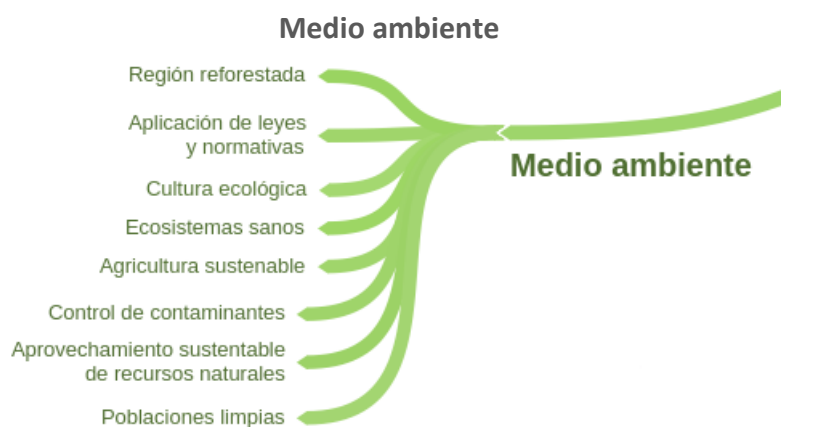 Medio ambiente
Región reforestada
Aplicación de leyes
y normativas
Cultura ecológica
Ecosistemas sanos
Agricultura sustenable
Control de contaminantes
Aprovechamiento sustentable
de recursos naturales
Poblaciones limpias
Medio ambiente